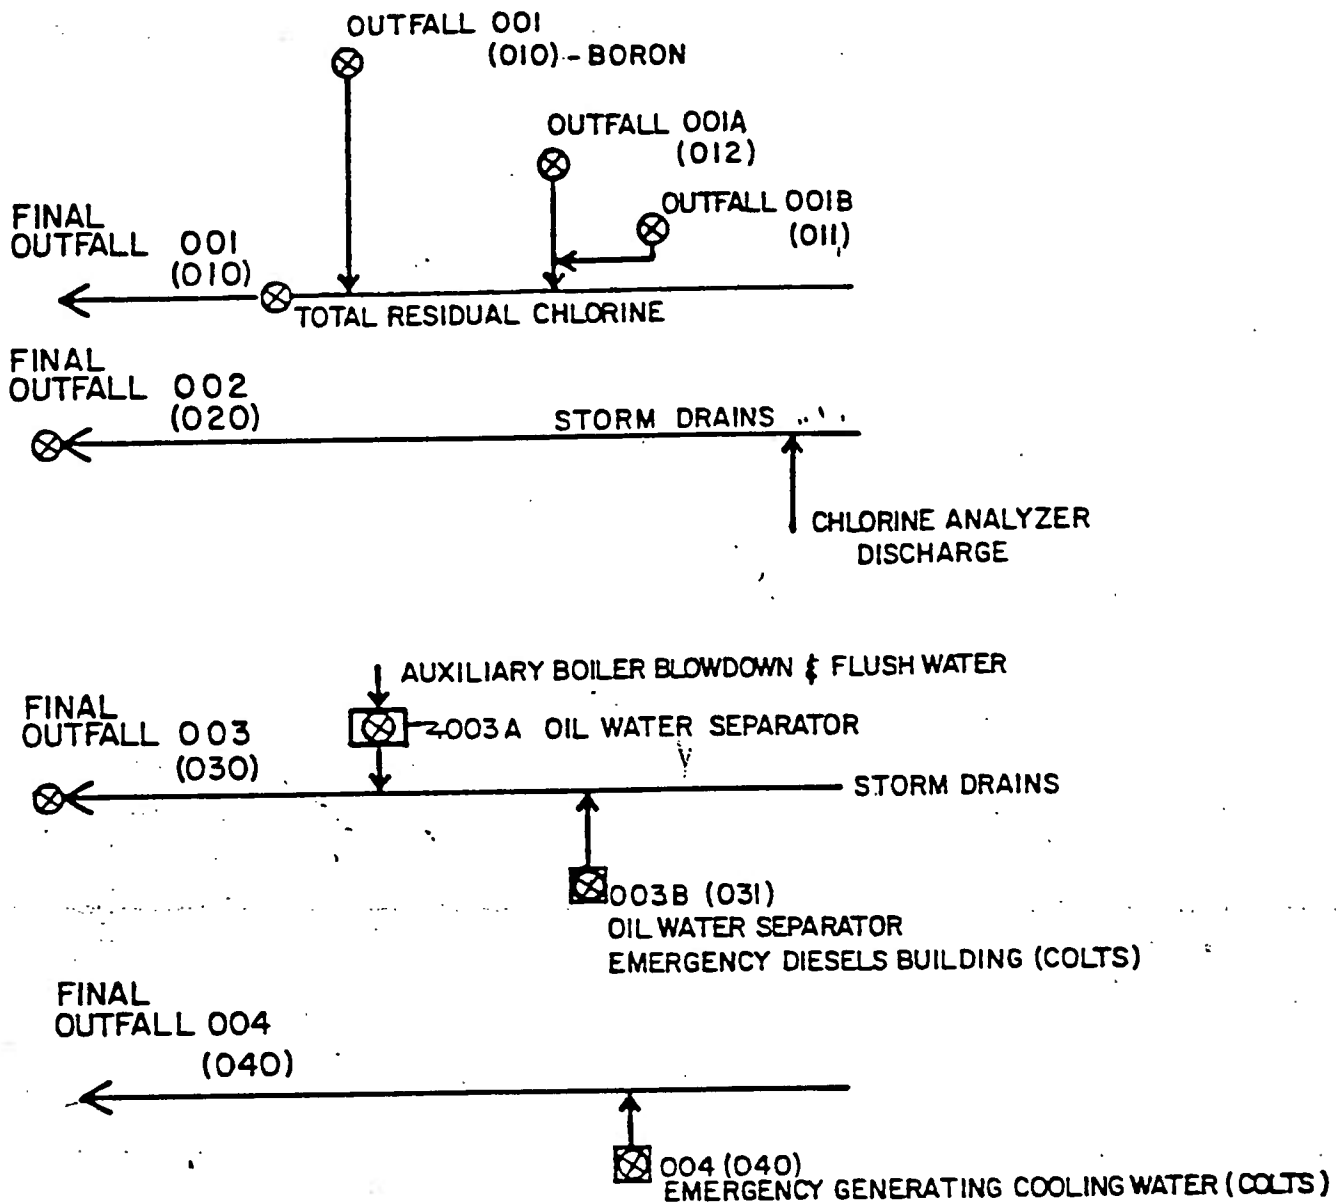 OUTFALL 001
(010) - BORON
OUTFALL 001A
(012)
OUTFALL 001B
(011)
FINAL
OUTFALL 001
(010)
TOTAL RESIDUAL CHLORINE
FINAL
OUTFALL 002
(020)
STORM DRAINS
CHLORINE ANALYZER
DISCHARGE
AUXILIARY BOILER BLOWDOWN & FLUSH WATER
FINAL
OUTFALL 003
(030)
003A OIL WATER SEPARATOR
STORM DRAINS
003B (031)
OIL WATER SEPARATOR
EMERGENCY DIESELS BUILDING (COLTS)
FINAL
OUTFALL 004
(040)
004 (040)
EMERGENCY GENERATING COOLING WATER (COLTS)